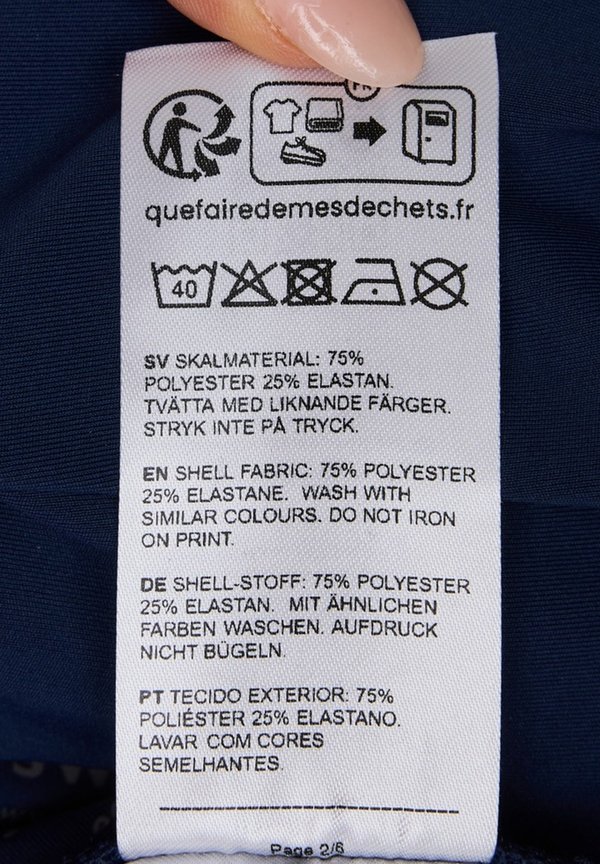 FR
quefairedemesdechets.fr
40
SV SKALMATERIAL: 75%
POLYESTER 25% ELASTAN.
TVÄTTA MED LIKNANDE FÄRGER.
STRYK INTE PÅ TRYCK.
EN SHELL FABRIC: 75% POLYESTER
25% ELASTANE. WASH WITH
SIMILAR COLOURS. DO NOT IRON
ON PRINT.
DE SHELL-STOFF: 75% POLYESTER
25% ELASTAN. MIT ÄHNLICHEN
FARBEN WASCHEN. AUFDRUCK
NICHT BÜGELN.
PT TECIDO EXTERIOR: 75%
POLIÉSTER 25% ELASTANO.
LAVAR COM CORES
SEMELHANTES.
Page 2/6